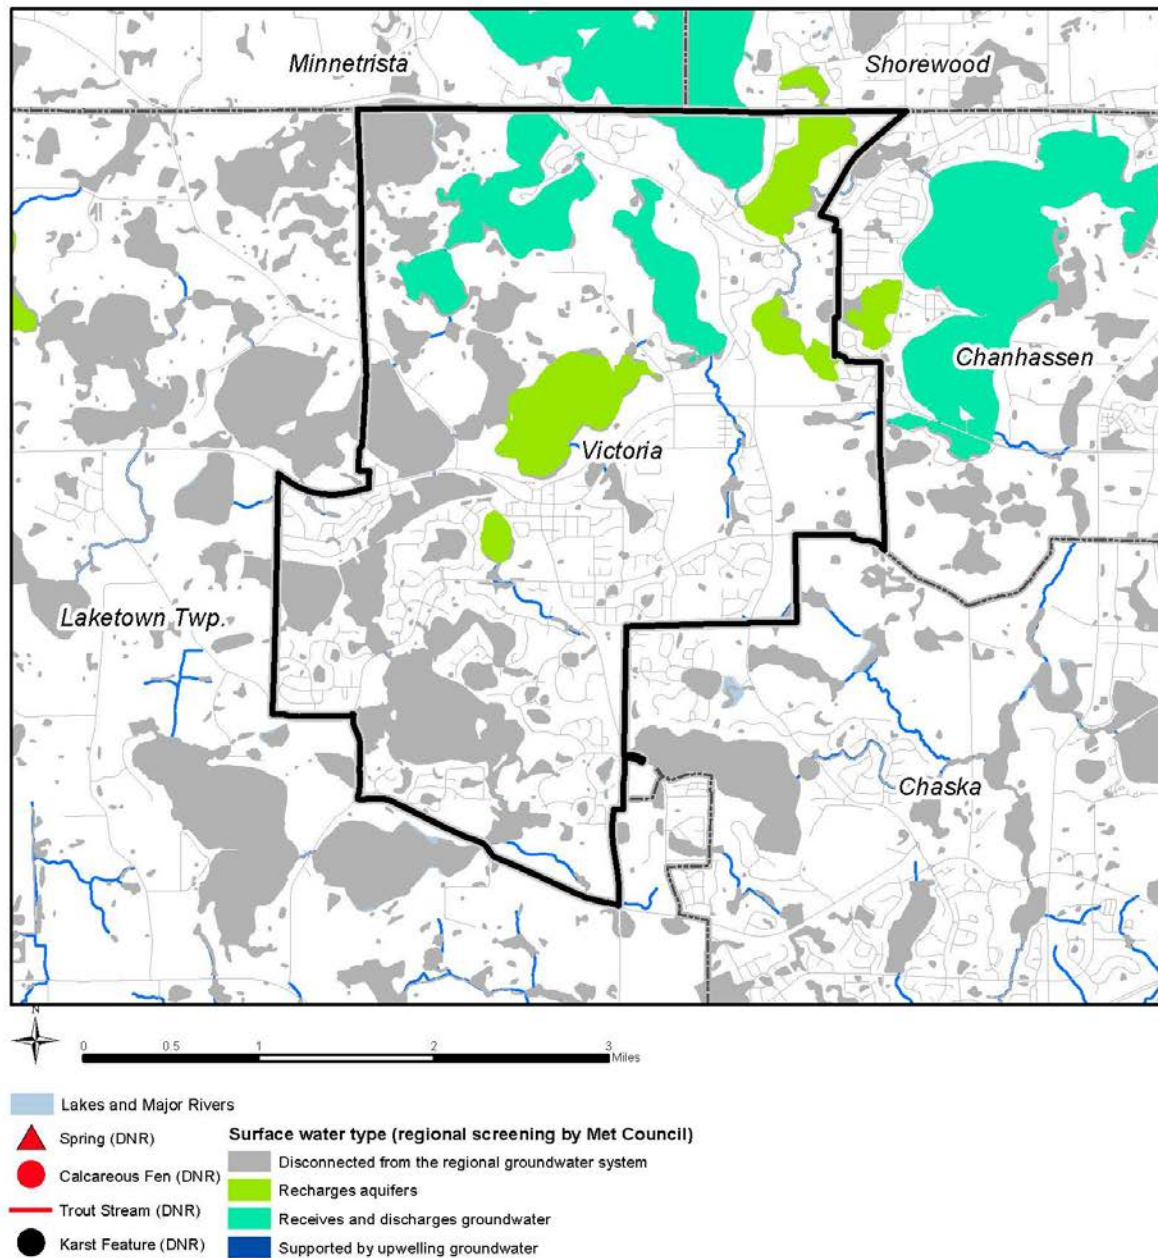 Minnetrista
Shorewood
Chanhassen
Victoria
Laketown Twp.
Chaska
N
0 0.5 1 2 3
Miles
Lakes and Major Rivers
Spring (DNR)
Calcareous Fen (DNR)
Trout Stream (DNR)
Karst Feature (DNR)
Surface water type (regional screening by Met Council)
Disconnected from the regional groundwater system
Recharges aquifers
Receives and discharges groundwater
Supported by upwelling groundwater